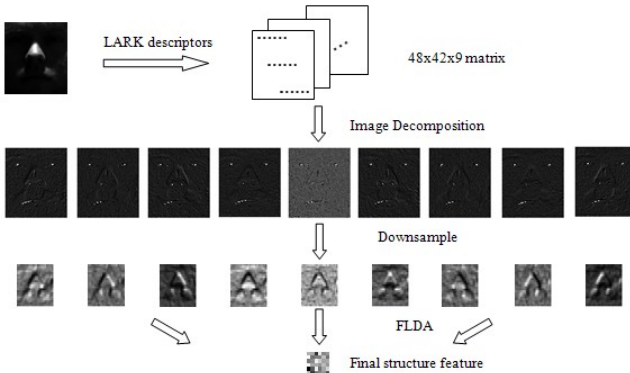 LARK descriptors
48x42x9 matrix
Image Decomposition
Downsample
FLDA
Final structure feature